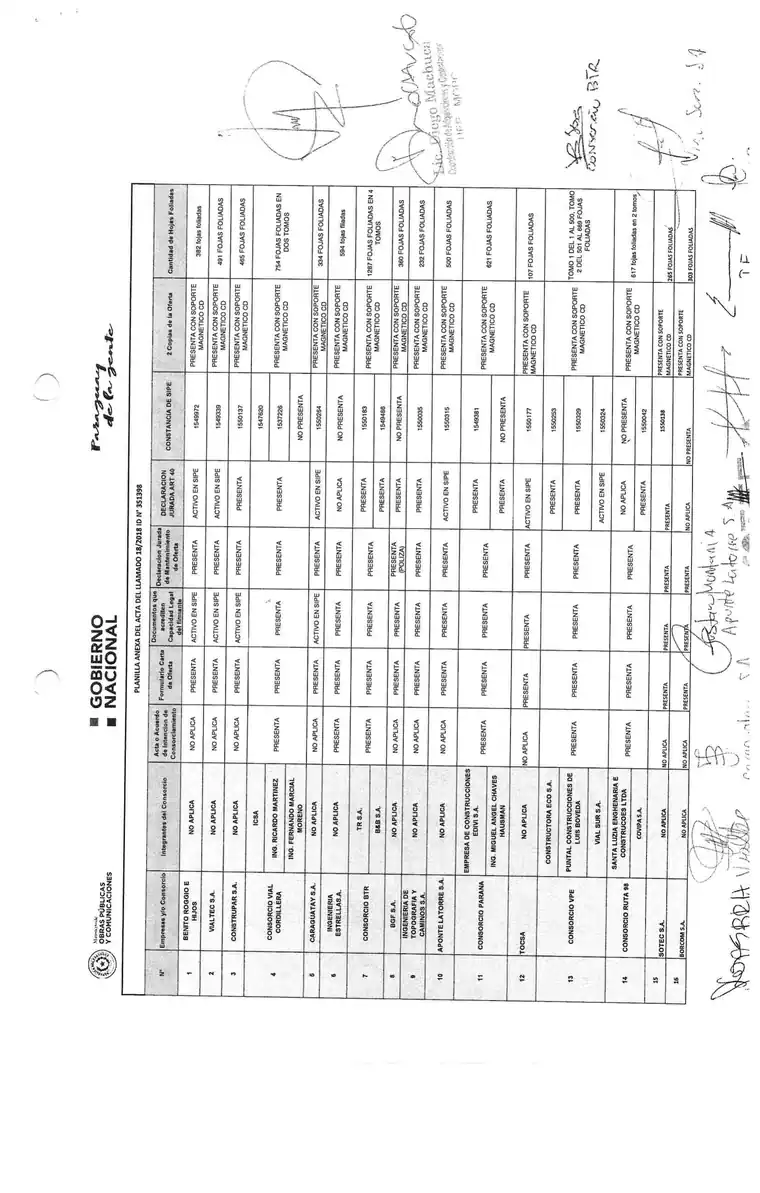 Ministerio de
OBRAS PÚBLICAS
Y COMUNICACIONES
GOBIERNO
NACIONAL
Paraguay
de la gente
PLANILLA ANEXA DEL ACTA DEL LLAMADO 18/2018 ID N° 351398
N° Empresas y/o Consorcio Integrantes del Consorcio Acta o Acuerdo de Intencion de Consorciamiento Formulario Carta de Oferta Documentos que acrediten Capacidad Legal del firmante Declaracion Jurada de Mantenimiento de Oferta DECLARACION JURADA ART 40 CONSTANCIA DE SIPE 2 Copias de la Oferta Cantidad de Hojas Foliadas
1 BENITO ROGGIO E HIJOS NO APLICA NO APLICA PRESENTA ACTIVO EN SIPE PRESENTA ACTIVO EN SIPE 1549972 PRESENTA CON SOPORTE MAGNETICO CD 382 fojas foliadas
2 VIALTEC S.A. NO APLICA NO APLICA PRESENTA ACTIVO EN SIPE PRESENTA ACTIVO EN SIPE 1549339 PRESENTA CON SOPORTE MAGNETICO CD 491 FOJAS FOLIADAS
3 CONSTRUPAR S.A. NO APLICA NO APLICA PRESENTA ACTIVO EN SIPE PRESENTA PRESENTA 1550137 PRESENTA CON SOPORTE MAGNETICO CD 465 FOJAS FOLIADAS
4 CONSORCIO VIAL CORDILLERA ICSA PRESENTA PRESENTA PRESENTA PRESENTA PRESENTA 1547620 PRESENTA CON SOPORTE MAGNETICO CD 754 FOJAS FOLIADAS EN DOS TOMOS
ING. RICARDO MARTINEZ 1537226
ING. FERNANDO MARCIAL MORENO NO PRESENTA
5 CARAGUATAY S.A. NO APLICA NO APLICA PRESENTA ACTIVO EN SIPE PRESENTA ACTIVO EN SIPE 1550264 PRESENTA CON SOPORTE MAGNETICO CD 334 FOJAS FOLIADAS
6 INGENIERIA ESTRELLA S.A. NO APLICA PRESENTA PRESENTA PRESENTA PRESENTA NO APLICA NO PRESENTA PRESENTA CON SOPORTE MAGNETICO CD 504 fojas filadas
7 CONSORCIO BTR TR S.A. PRESENTA PRESENTA PRESENTA PRESENTA PRESENTA 1550183 PRESENTA CON SOPORTE MAGNETICO CD 1287 FOJAS FOLIADAS EN 4 TOMOS
B&B S.A. PRESENTA 1549466
8 BGF S.A. NO APLICA NO APLICA PRESENTA PRESENTA PRESENTA (POLIZA) PRESENTA NO PRESENTA PRESENTA CON SOPORTE MAGNETICO CD 360 FOJAS FOLIADAS
9 INGENIERIA DE TOPOGRAFIA Y CAMINOS S.A. NO APLICA NO APLICA PRESENTA PRESENTA PRESENTA PRESENTA 1550035 PRESENTA CON SOPORTE MAGNETICO CD 232 FOJAS FOLIADAS
10 APONTE LATORRE S.A. NO APLICA NO APLICA PRESENTA PRESENTA PRESENTA ACTIVO EN SIPE 1550315 PRESENTA CON SOPORTE MAGNETICO CD 500 FOJAS FOLIADAS
11 CONSORCIO PARANA EMPRESA DE CONSTRUCCIONES EDIVI S.A. PRESENTA PRESENTA PRESENTA PRESENTA PRESENTA 1549381 PRESENTA CON SOPORTE MAGNETICO CD 621 FOJAS FOLIADAS
ING. MIGUEL ANGEL CHAVES HAUSMAN PRESENTA NO PRESENTA
12 TOCSA NO APLICA NO APLICA PRESENTA PRESENTA PRESENTA ACTIVO EN SIPE 1550177 PRESENTA CON SOPORTE MAGNETICO CD 107 FOJAS FOLIADAS
13 CONSORCIO VPE CONSTRUCTORA ECO S.A. PRESENTA PRESENTA PRESENTA PRESENTA PRESENTA 1550253 PRESENTA CON SOPORTE MAGNETICO CD TOMO 1 DEL 1 AL 500, TOMO 2 DEL 501 AL 689 FOJAS FOLIADAS
PUNTAL CONSTRUCCIONES DE LUIS BOVEDA PRESENTA 1550329
VIAL SUR S.A. ACTIVO EN SIPE 1550324
14 CONSORCIO RUTA 98 SANTA LUZIA ENGHENARIA E CONSTRUDOES LTDA PRESENTA PRESENTA PRESENTA PRESENTA NO APLICA NO PRESENTA PRESENTA CON SOPORTE MAGNETICO CD 617 fojas foliadas en 2 tomos
COVIPA S.A. PRESENTA 1550042
15 SOTEC S.A. NO APLICA NO APLICA PRESENTA PRESENTA PRESENTA PRESENTA 1550138 PRESENTA CON SOPORTE MAGNETICO CD 265 FOJAS FOLIADAS
16 BORCOM S.A. NO APLICA NO APLICA PRESENTA PRESENTA PRESENTA NO APLICA NO PRESENTA PRESENTA CON SOPORTE MAGNETICO CD 303 FOJAS FOLIADAS
Lic. Diego Machuca
Consorcio BTR
Aponte Latorre S.A.